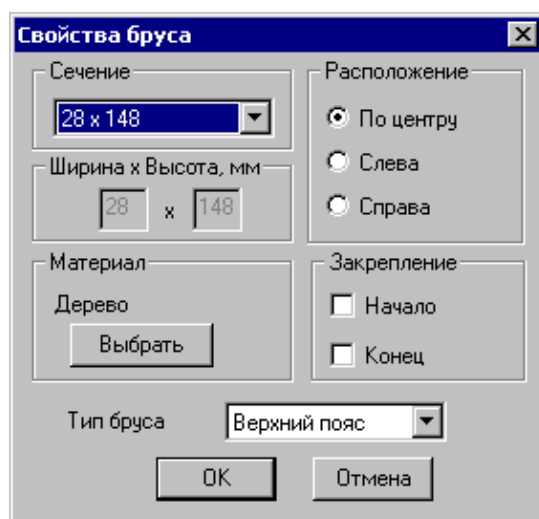 Свойства бруса
Сечение
28 x 148
Ширина x Высота, мм
28 x 148
Материал
Дерево
Выбрать
Расположение
По центру
Слева
Справа
Закрепление
Начало
Конец
Тип бруса Верхний пояс
OK Отмена